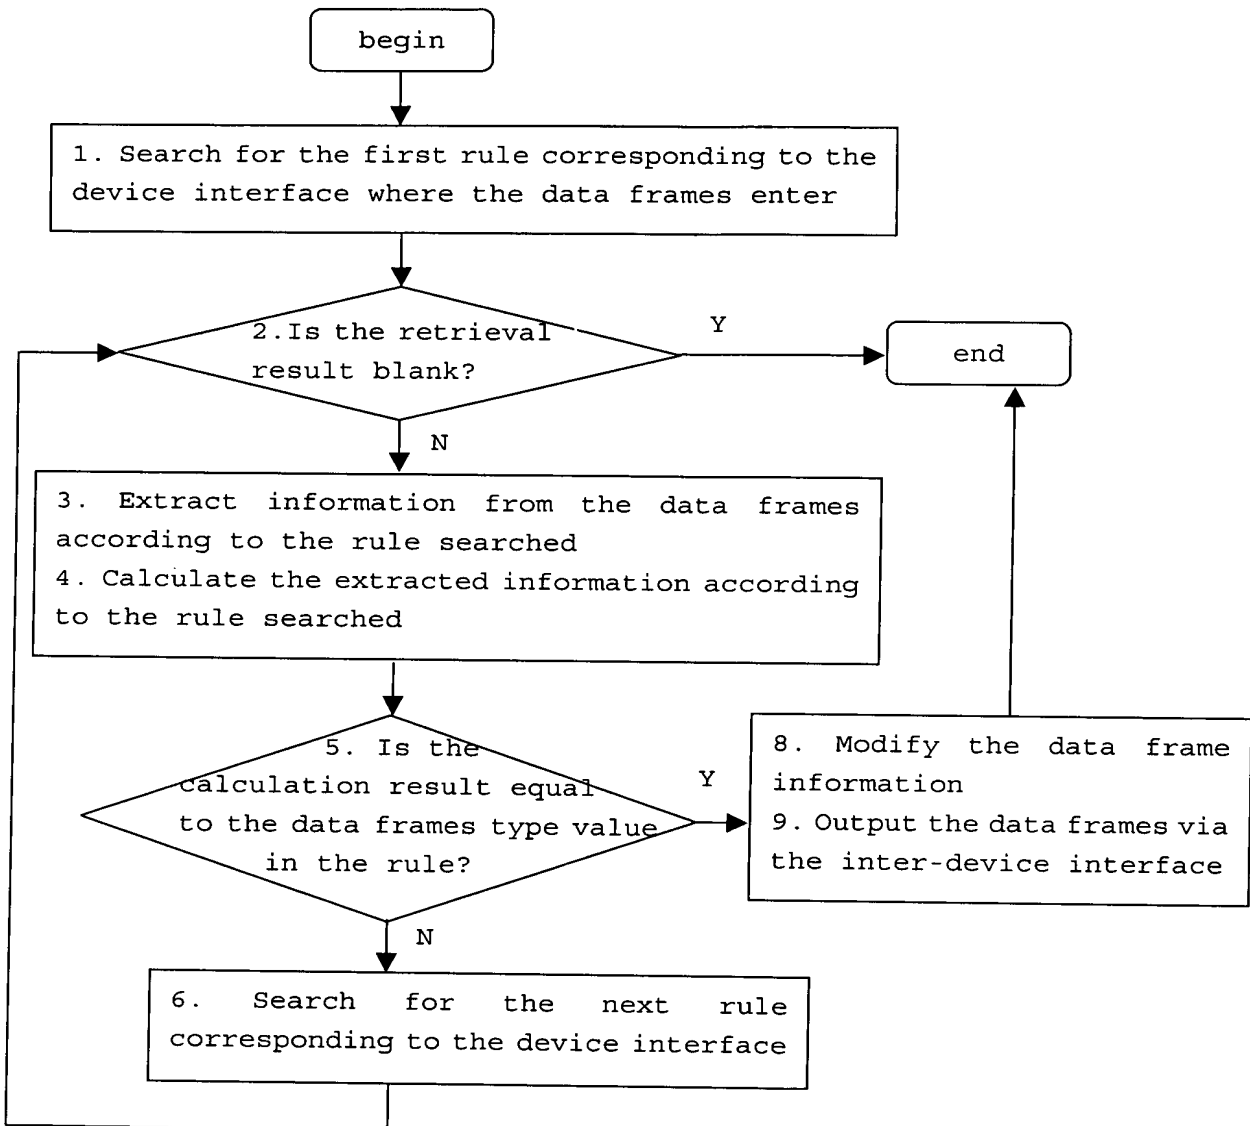 begin
1. Search for the first rule corresponding to the
device interface where the data frames enter
2.Is the retrieval
result blank?
Y
end
N
3. Extract information from the data frames
according to the rule searched
4. Calculate the extracted information according
to the rule searched
5. Is the
calculation result equal
to the data frames type value
in the rule?
Y
8. Modify the data frame
information
9. Output the data frames via
the inter-device interface
N
6. Search for the next rule
corresponding to the device interface